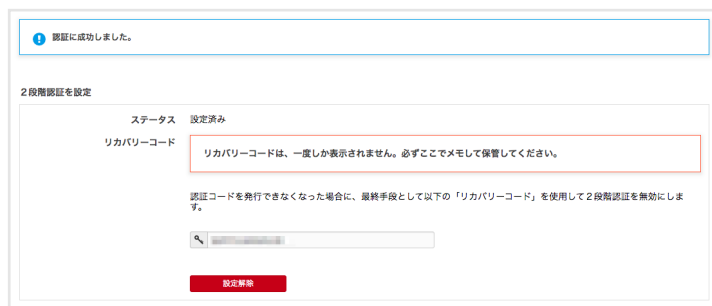 認証に成功しました。
2段階認証を設定
ステータス 設定済み
リカバリーコード
リカバリーコードは、一度しか表示されません。必ずここでメモして保管してください。
認証コードを発行できなくなった場合に、最終手段として以下の「リカバリーコード」を使用して2段階認証を無効にしま
す。
設定解除